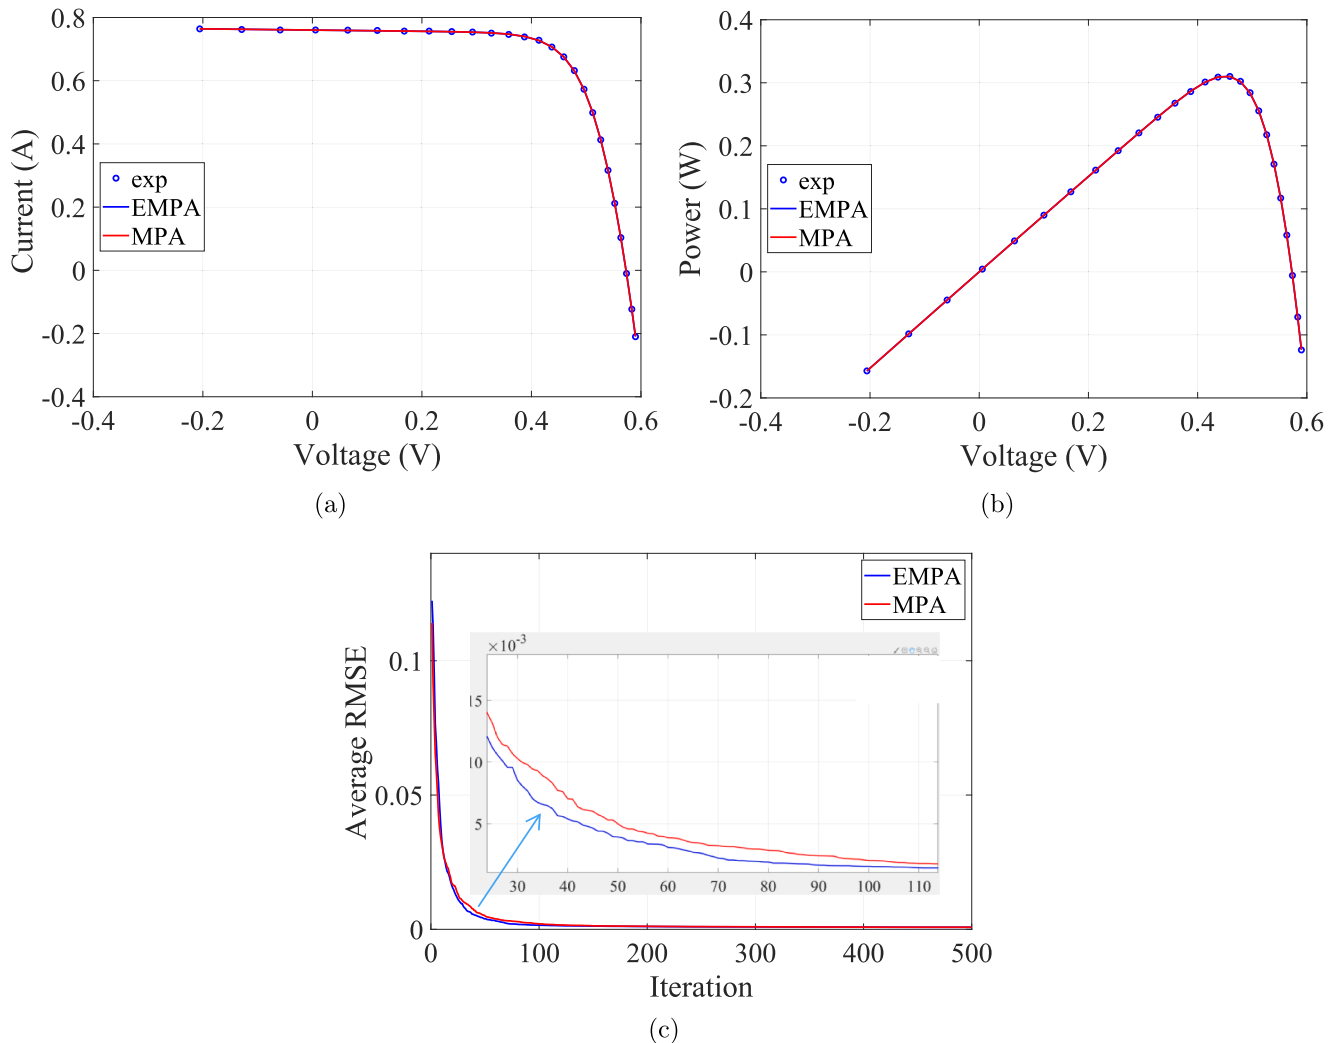 0.8
0.6
0.4
0.2
0
-0.2
-0.4
Current (A)
exp
EMPA
MPA
-0.4 -0.2 0 0.2 0.4 0.6
Voltage (V)
(a)
0.4
0.3
0.2
0.1
0
-0.1
-0.2
Power (W)
exp
EMPA
MPA
-0.4 -0.2 0 0.2 0.4 0.6
Voltage (V)
(b)
EMPA
MPA
0.1
0.05
0
Average RMSE
×10-3
15
10
5
30 40 50 60 70 80 90 100 110
0 100 200 300 400 500
Iteration
(c)